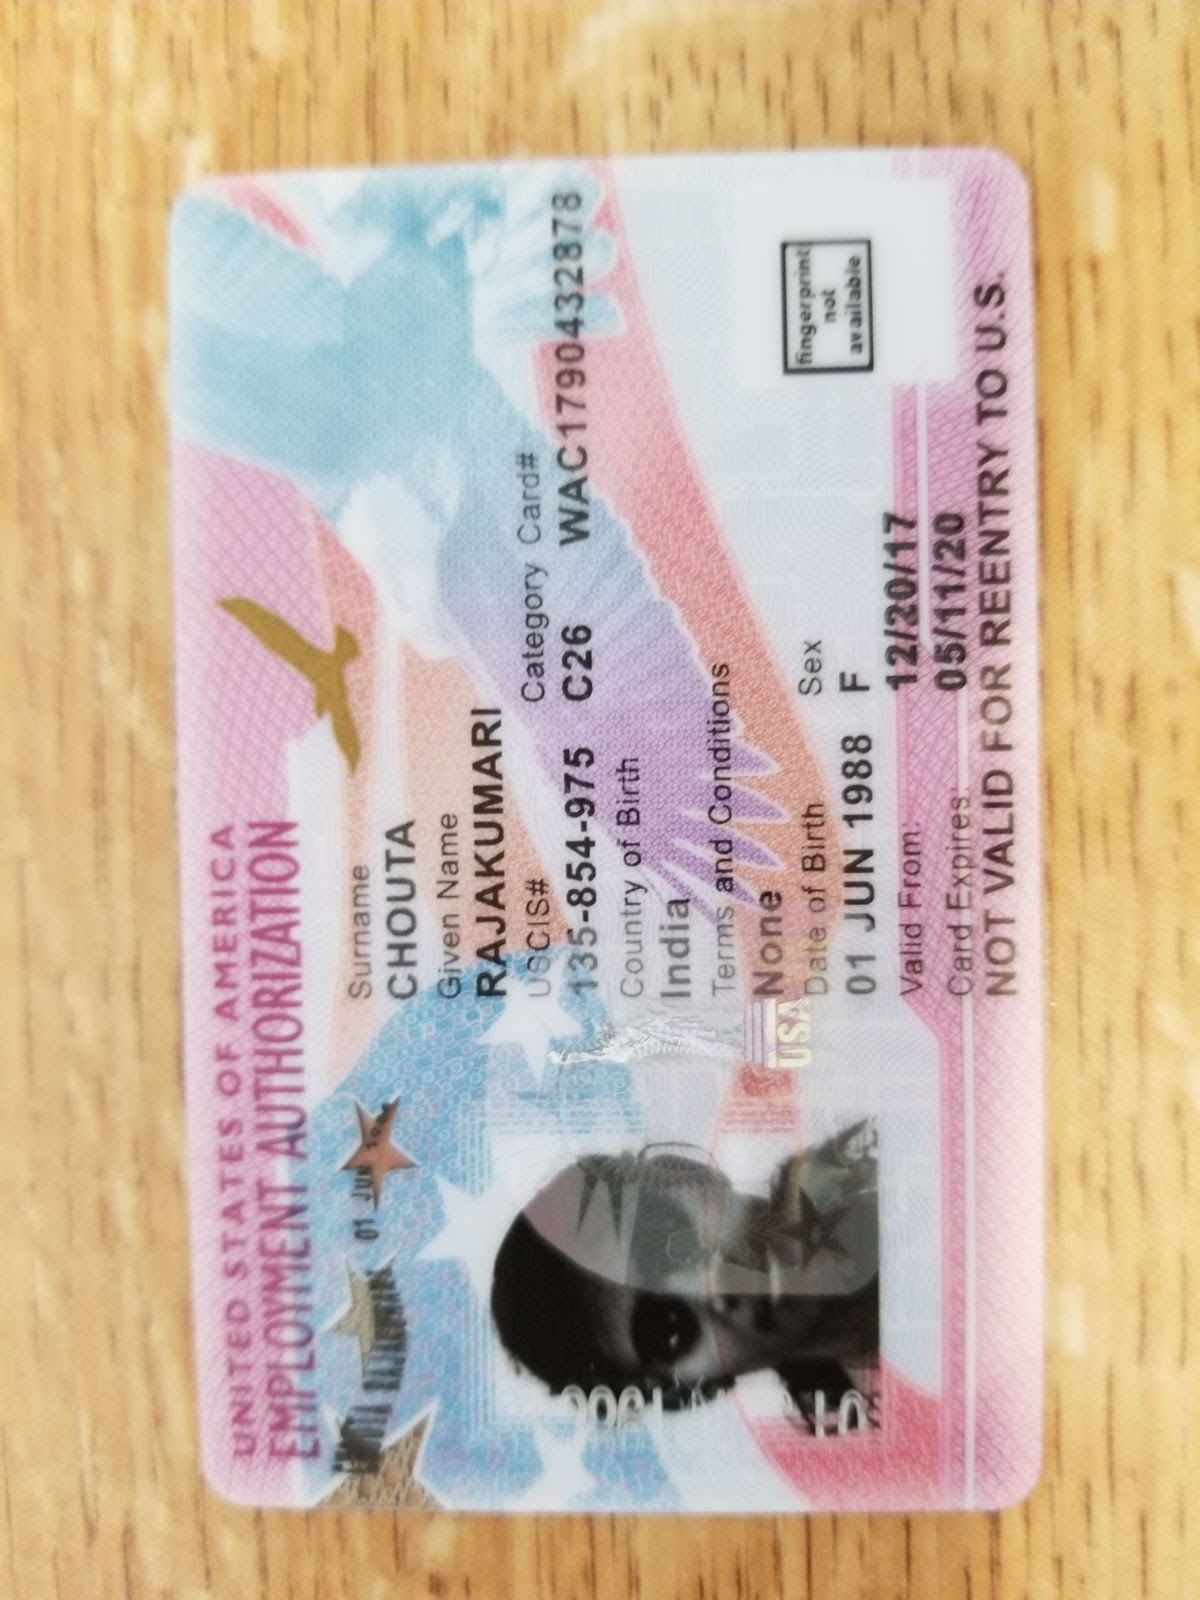 UNITED STATES OF AMERICA
EMPLOYMENT AUTHORIZATION
Surname
CHOUTA
Given Name
RAJAKUMARI
USCIS# Category Card#
135-854-975 C26 WAC1790432878
Country of Birth
India
Terms and Conditions
None
Date of Birth Sex
01 JUN 1988 F
Valid From: 12/20/17
Card Expires: 05/11/20
NOT VALID FOR REENTRY TO U.S.
fingerprint
not
available
USA
01 JUN